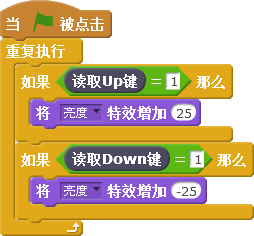 当 被点击
重复执行
如果 读取Up键 = 1 那么
将 亮度 特效增加 25
如果 读取Down键 = 1 那么
将 亮度 特效增加 -25